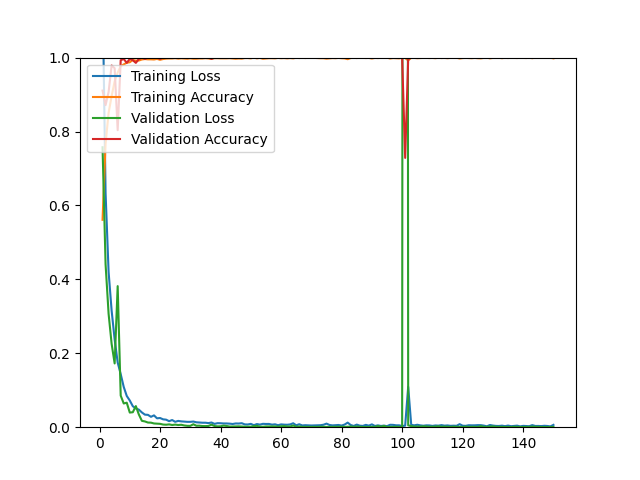 1.0
0.8
0.6
0.4
0.2
0.0
Training Loss
Training Accuracy
Validation Loss
Validation Accuracy
0 20 40 60 80 100 120 140